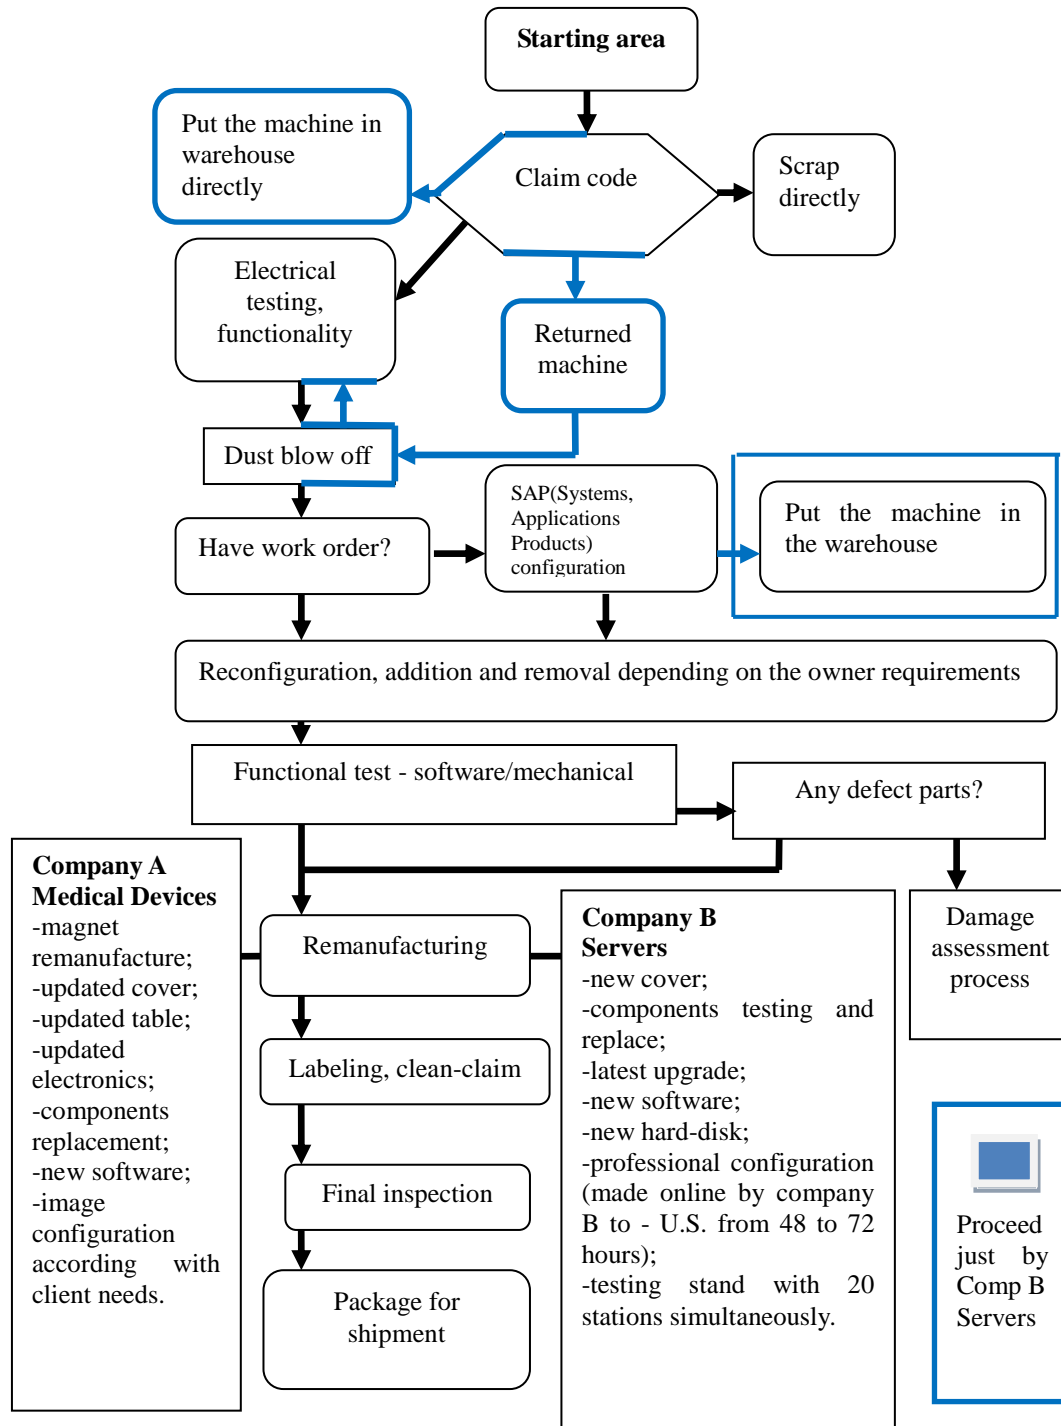 Starting area
Put the machine in
warehouse
directly
Claim code
Scrap
directly
Electrical
testing,
functionality
Returned
machine
Dust blow off
SAP(Systems,
Applications
Products)
configuration
Put the machine in
the warehouse
Have work order?
Reconfiguration, addition and removal depending on the owner requirements
Functional test - software/mechanical
Any defect parts?
Company A
Medical Devices
-magnet
remanufacture;
-updated cover;
-updated table;
-updated
electronics;
-components
replacement;
-new software;
-image
configuration
according with
client needs.
Remanufacturing
Labeling, clean-claim
Final inspection
Package for
shipment
Company B
Servers
-new cover;
-components testing and
replace;
-latest upgrade;
-new software;
-new hard-disk;
-professional configuration
(made online by company
B to - U.S. from 48 to 72
hours);
-testing stand with 20
stations simultaneously.
Damage
assessment
process
Proceed
just by
Comp B
Servers